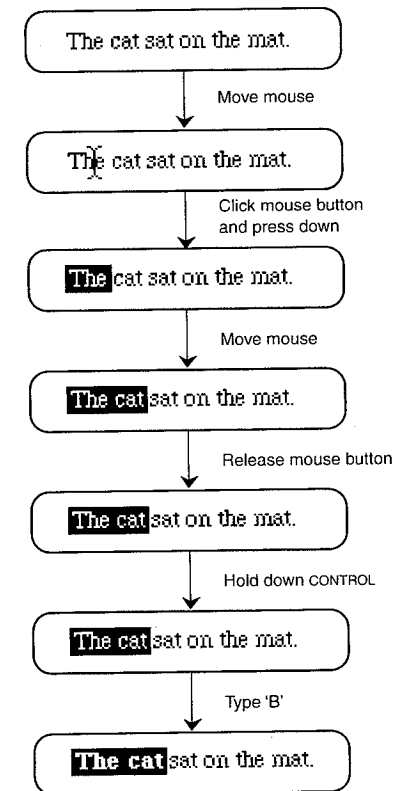 The cat sat on the mat.
Move mouse
The cat sat on the mat.
Click mouse button
and press down
The cat sat on the mat.
Move mouse
The cat sat on the mat.
Release mouse button
The cat sat on the mat.
Hold down CONTROL
The cat sat on the mat.
Type ‘B’
The cat sat on the mat.